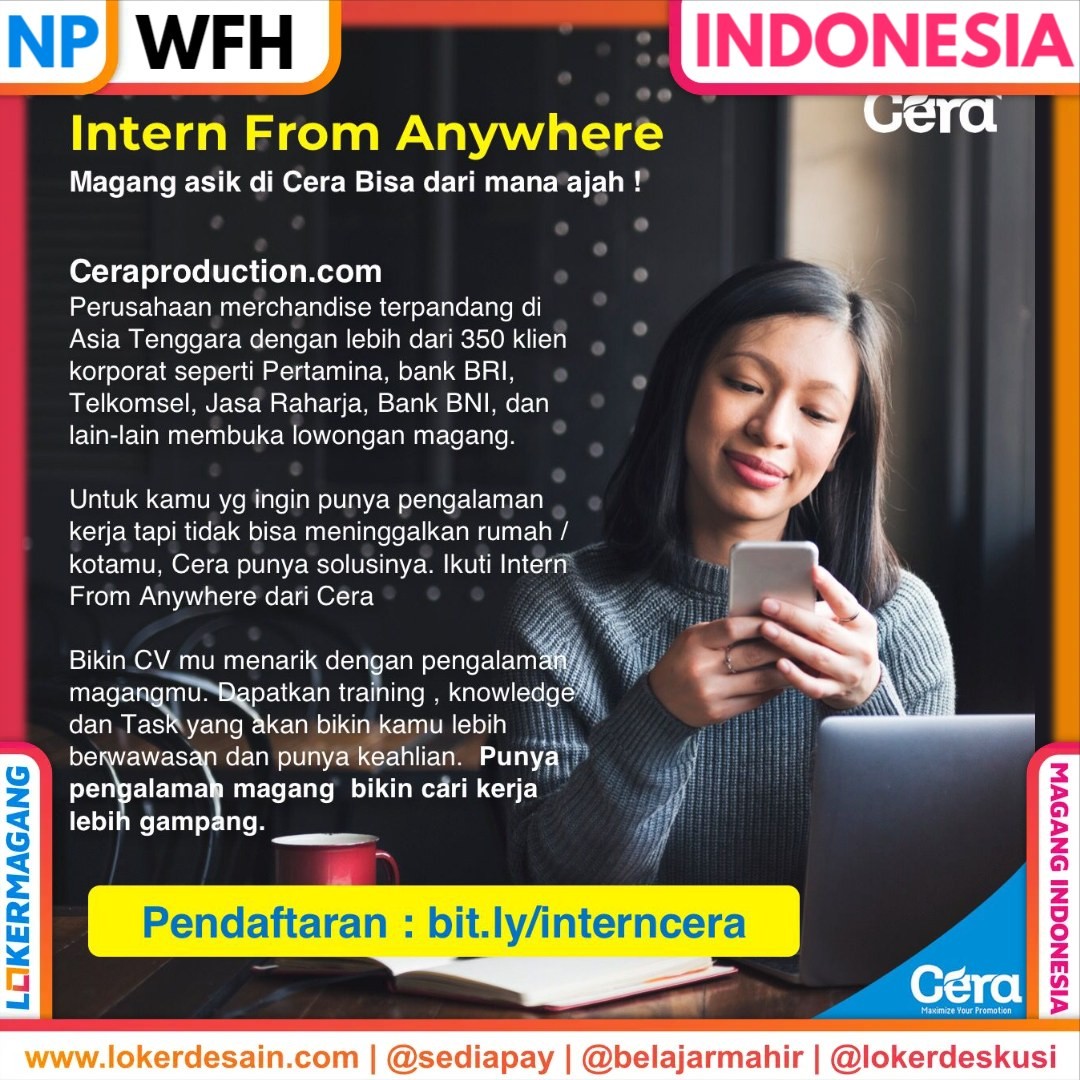 NP WFH
INDONESIA
Cera
Intern From Anywhere
Magang asik di Cera Bisa dari mana ajah !
Ceraproduction.com
Perusahaan merchandise terpandang di
Asia Tenggara dengan lebih dari 350 klien
korporat seperti Pertamina, bank BRI,
Telkomsel, Jasa Raharja, Bank BNI, dan
lain-lain membuka lowongan magang.
Untuk kamu yg ingin punya pengalaman
kerja tapi tidak bisa meninggalkan rumah /
kotamu, Cera punya solusinya. Ikuti Intern
From Anywhere dari Cera
Bikin CV mu menarik dengan pengalaman
magangmu. Dapatkan training , knowledge
dan Task yang akan bikin kamu lebih
berwawasan dan punya keahlian. Punya
pengalaman magang bikin cari kerja
lebih gampang.
LOKERMAGANG
MAGANG INDONESIA
Pendaftaran : bit.ly/interncera
Cera
Maximize Your Promotion
www.lokerdesain.com | @sediapay | @belajarmahir | @lokerdeskusi